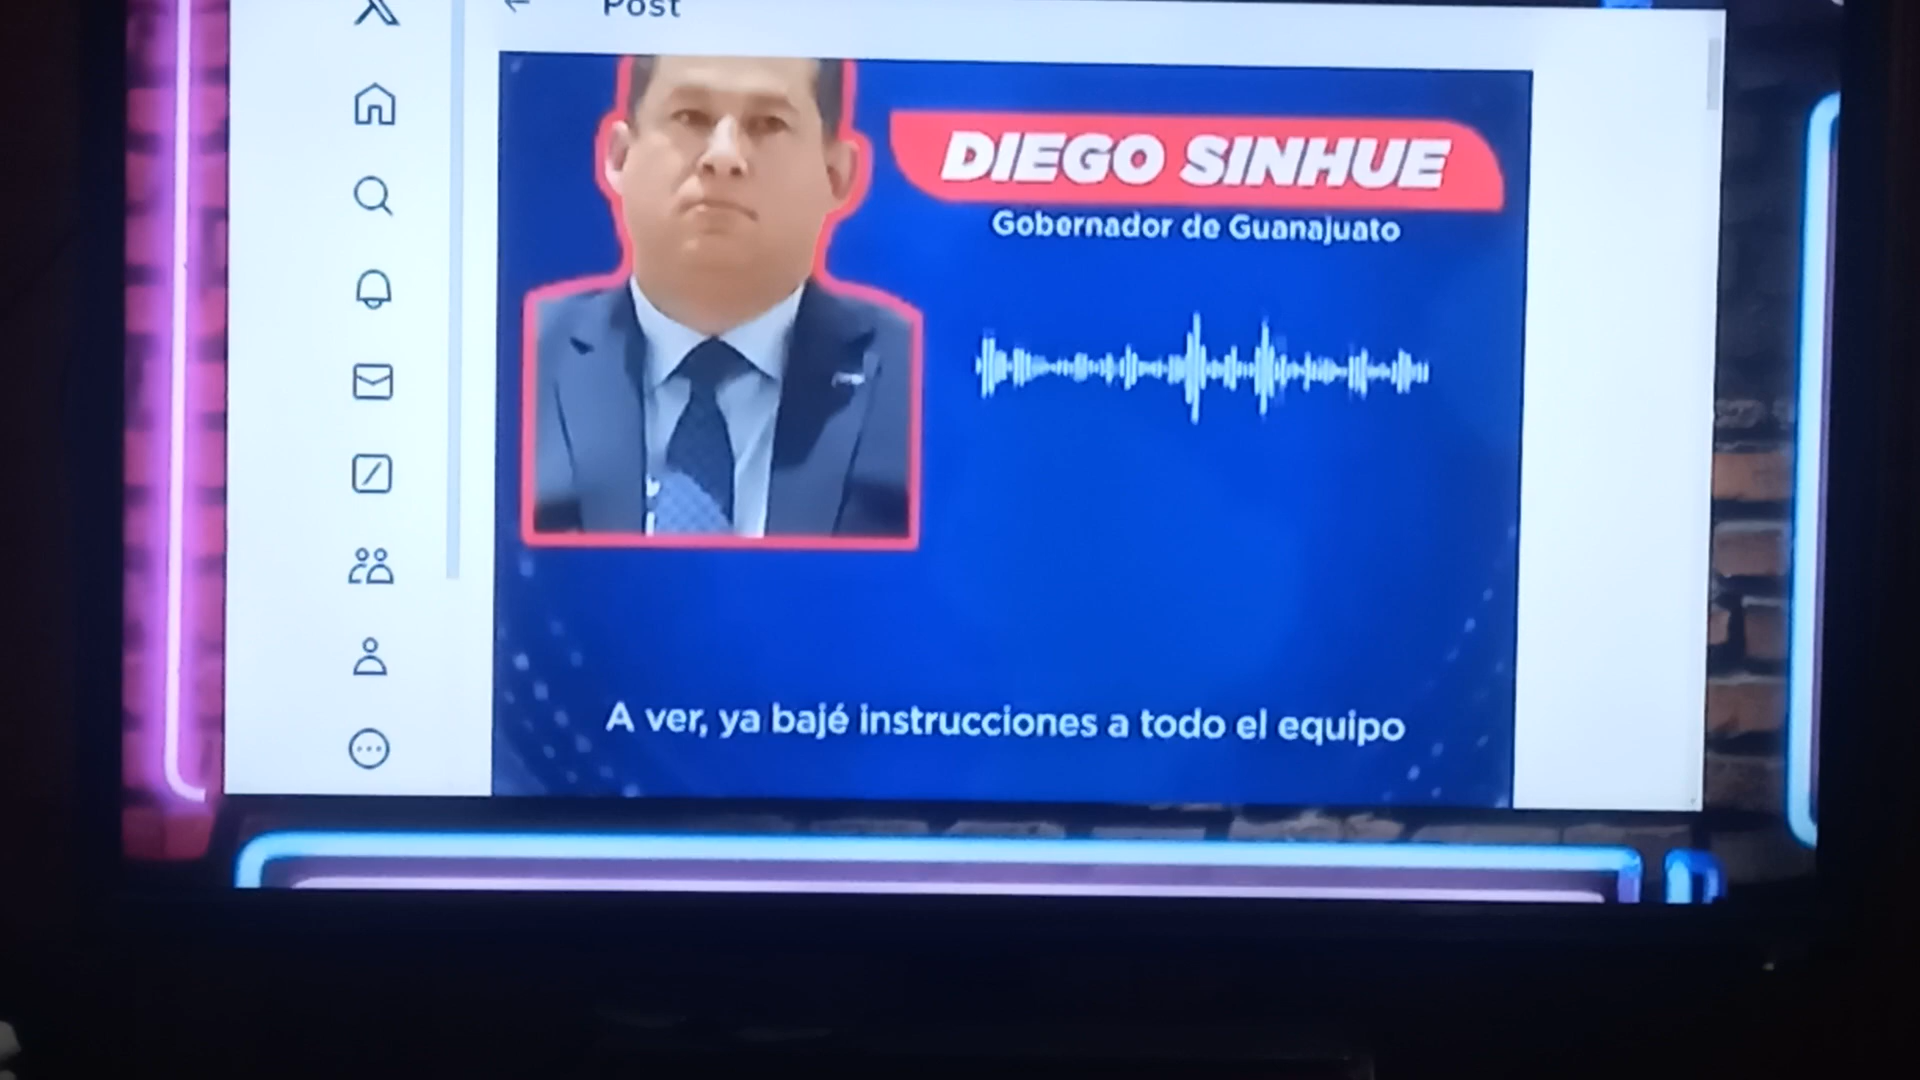 Post
DIEGO SINHUE
Gobernador de Guanajuato
A ver, ya bajé instrucciones a todo el equipo